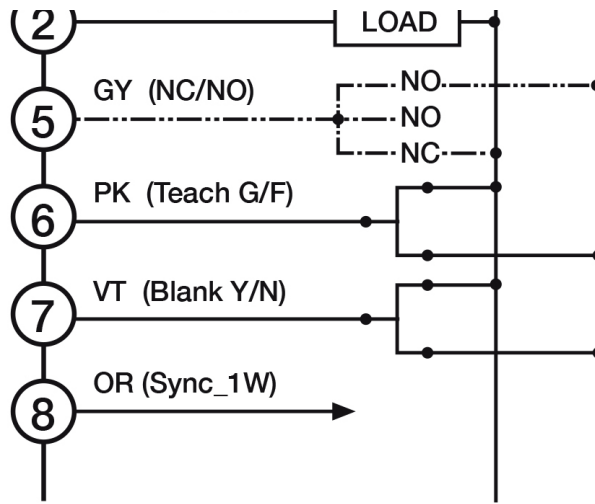 2
LOAD
GY (NC/NO)
NO
5
NO
NC
PK (Teach G/F)
6
VT (Blank Y/N)
7
OR (Sync_1W)
8